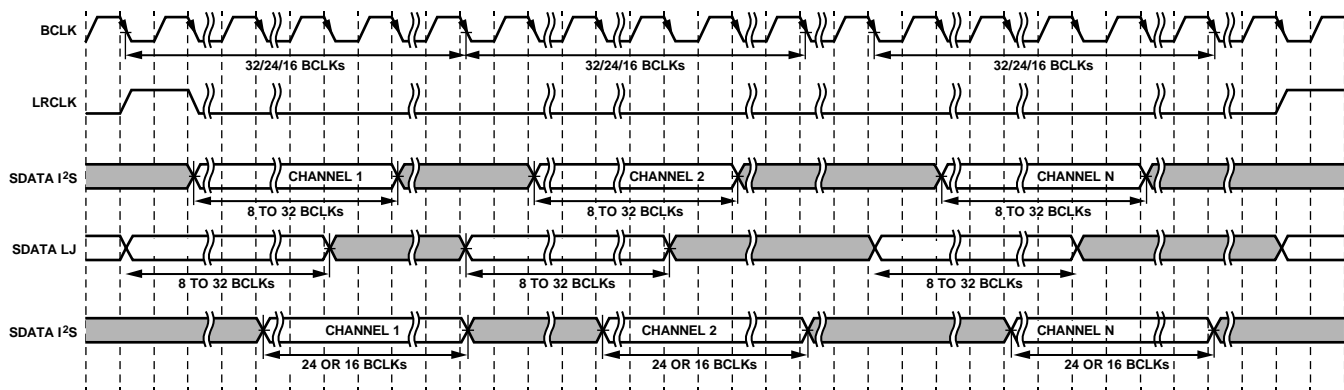 BCLK
32/24/16 BCLKs 32/24/16 BCLKs 32/24/16 BCLKs
LRCLK
SDATA I²S CHANNEL 1 CHANNEL 2 CHANNEL N
8 TO 32 BCLKs 8 TO 32 BCLKs 8 TO 32 BCLKs
SDATA LJ
8 TO 32 BCLKs 8 TO 32 BCLKs 8 TO 32 BCLKs
SDATA I²S CHANNEL 1 CHANNEL 2 CHANNEL N
24 OR 16 BCLKs 24 OR 16 BCLKs 24 OR 16 BCLKs